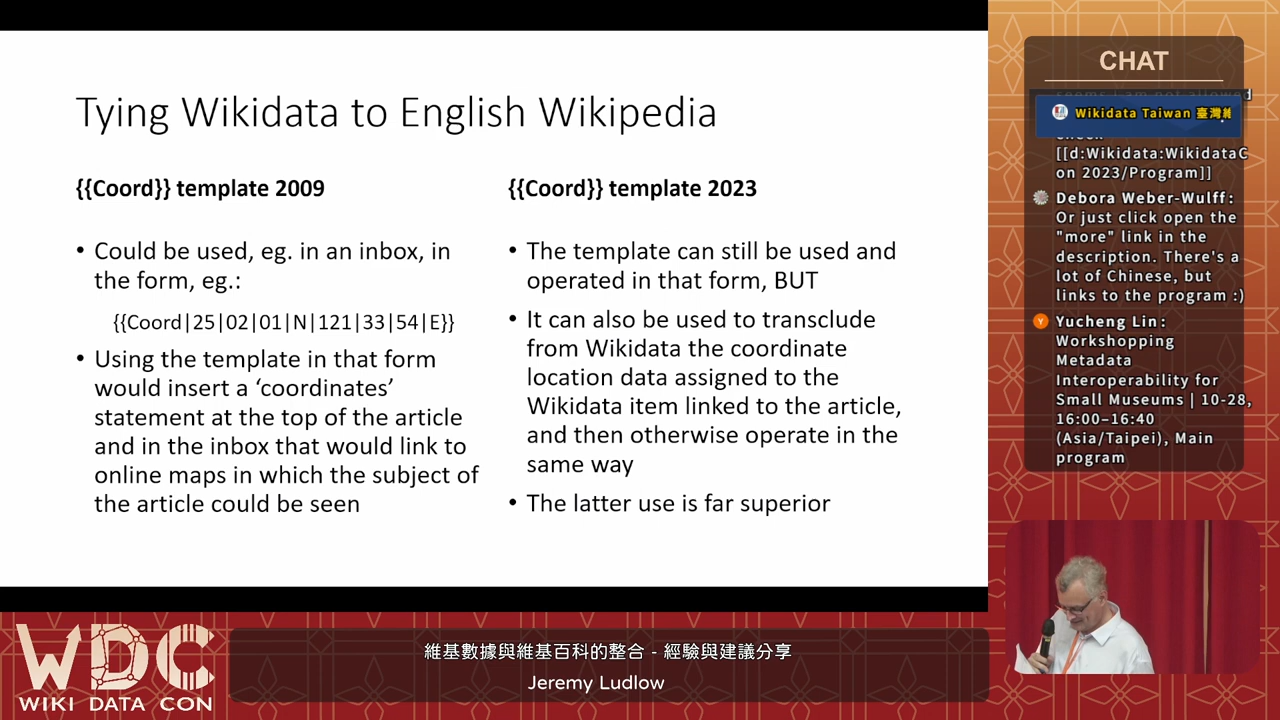 Tying Wikidata to English Wikipedia
{{Coord}} template 2009
• Could be used, eg. in an inbox, in
the form, eg.:
{{Coord|25|02|01|N|121|33|54|E}}
• Using the template in that form
would insert a ‘coordinates’
statement at the top of the article
and in the inbox that would link to
online maps in which the subject of
the article could be seen
{{Coord}} template 2023
• The template can still be used and
operated in that form, BUT
• It can also be used to transclude
from Wikidata the coordinate
location data assigned to the
Wikidata item linked to the article,
and then otherwise operate in the
same way
• The latter use is far superior
CHAT
Wikidata Taiwan 臺灣維
[[d:Wikidata:WikidataC
on 2023/Program]]
Debora Weber-Wulff:
Or just click open the
"more" link in the
description. There's a
lot of Chinese, but
links to the program :)
Y
Yucheng Lin:
Workshopping
Metadata
Interoperability for
Small Museums | 10-28,
16:00–16:40
(Asia/Taipei), Main
program
WDC
WIKI DATA CON
維基數據與維基百科的整合 - 經驗與建議分享
Jeremy Ludlow